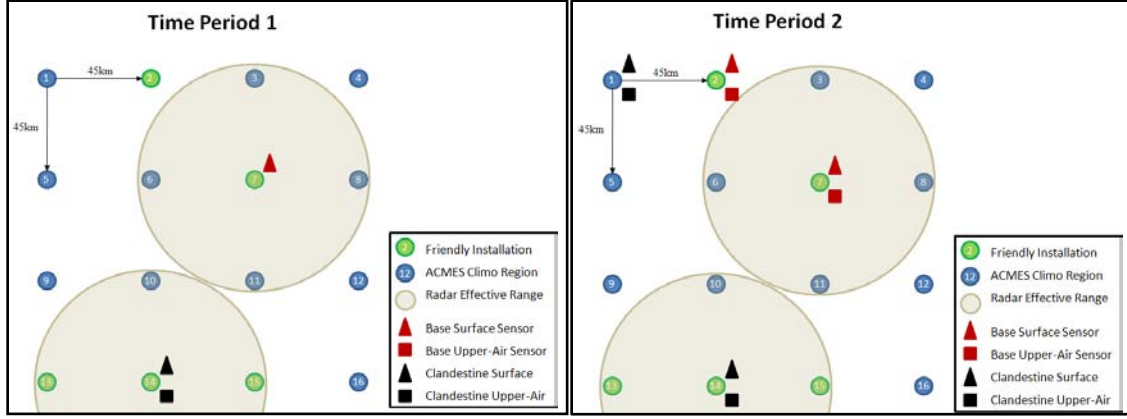 Time Period 1
1
45km
2
3
4
45km
5
6
7
8
9
10
11
12
13
14
15
16
2 Friendly Installation
12 ACMES Climo Region
Radar Effective Range
Base Surface Sensor
Base Upper-Air Sensor
Clandestine Surface
Clandestine Upper-Air
Time Period 2
1
45km
2
3
4
45km
5
6
7
8
9
10
11
12
13
14
15
16
2 Friendly Installation
12 ACMES Climo Region
Radar Effective Range
Base Surface Sensor
Base Upper-Air Sensor
Clandestine Surface
Clandestine Upper-Air